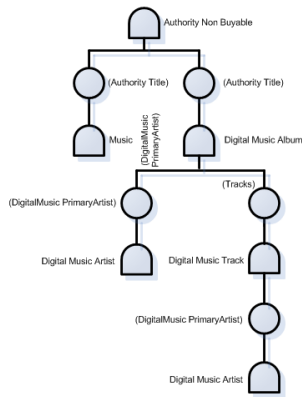 Authority Non Buyable
(Authority Title)
(Authority Title)
Music
(DigitalMusic
PrimaryArtist)
Digital Music Album
(DigitalMusic PrimaryArtist)
(Tracks)
Digital Music Artist
Digital Music Track
(DigitalMusic PrimaryArtist)
Digital Music Artist